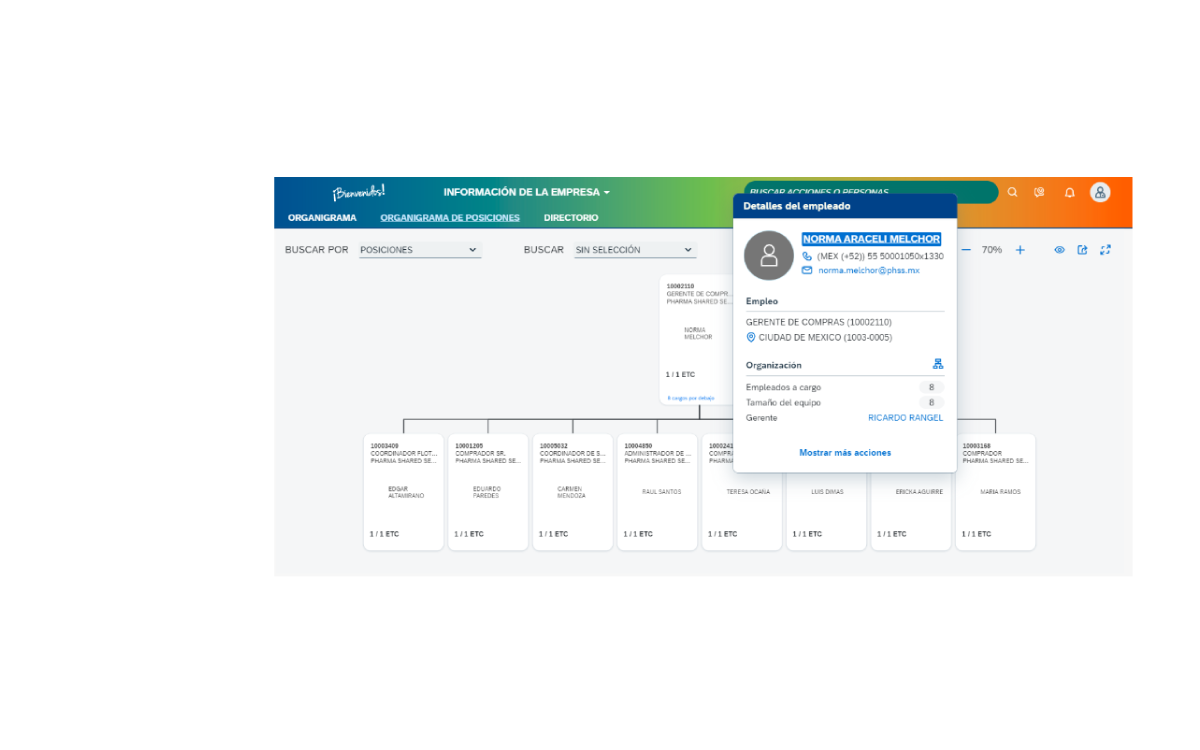 ¡Bienvenid@s!
INFORMACIÓN DE LA EMPRESA
BUSCAR ACCIONES O PERSONAS
ORGANIGRAMA
ORGANIGRAMA DE POSICIONES
DIRECTORIO
BUSCAR POR
POSICIONES
BUSCAR
SIN SELECCIÓN
70%
10002110
GERENTE DE COMPR...
PHARMA SHARED SE...
NORMA
MELCHOR
1 / 1 ETC
8 cargos por debajo
Detalles del empleado
NORMA ARACELI MELCHOR
(MEX (+52)) 55 50001050x1330
norma.melchor@phss.mx
Empleo
GERENTE DE COMPRAS (10002110)
CIUDAD DE MEXICO (1003-0005)
Organización
Empleados a cargo 8
Tamaño del equipo 8
Gerente RICARDO RANGEL
Mostrar más acciones
10003409
COORDINADOR FLOT...
PHARMA SHARED SE...
EDGAR
ALTAMIRANO
1 / 1 ETC
10001295
COMPRADOR SR.
PHARMA SHARED SE...
EDUARDO
PAREDES
1 / 1 ETC
10005032
COORDINADOR DE S...
PHARMA SHARED SE...
CARMEN
MENDOZA
1 / 1 ETC
10004890
ADMINISTRADOR DE ...
PHARMA SHARED SE...
RAUL SANTOS
1 / 1 ETC
TERESA OCAÑA
1 / 1 ETC
LUIS DIMAS
1 / 1 ETC
ERICKA AGUIRRE
1 / 1 ETC
10003168
COMPRADOR
PHARMA SHARED SE...
MARIA RAMOS
1 / 1 ETC